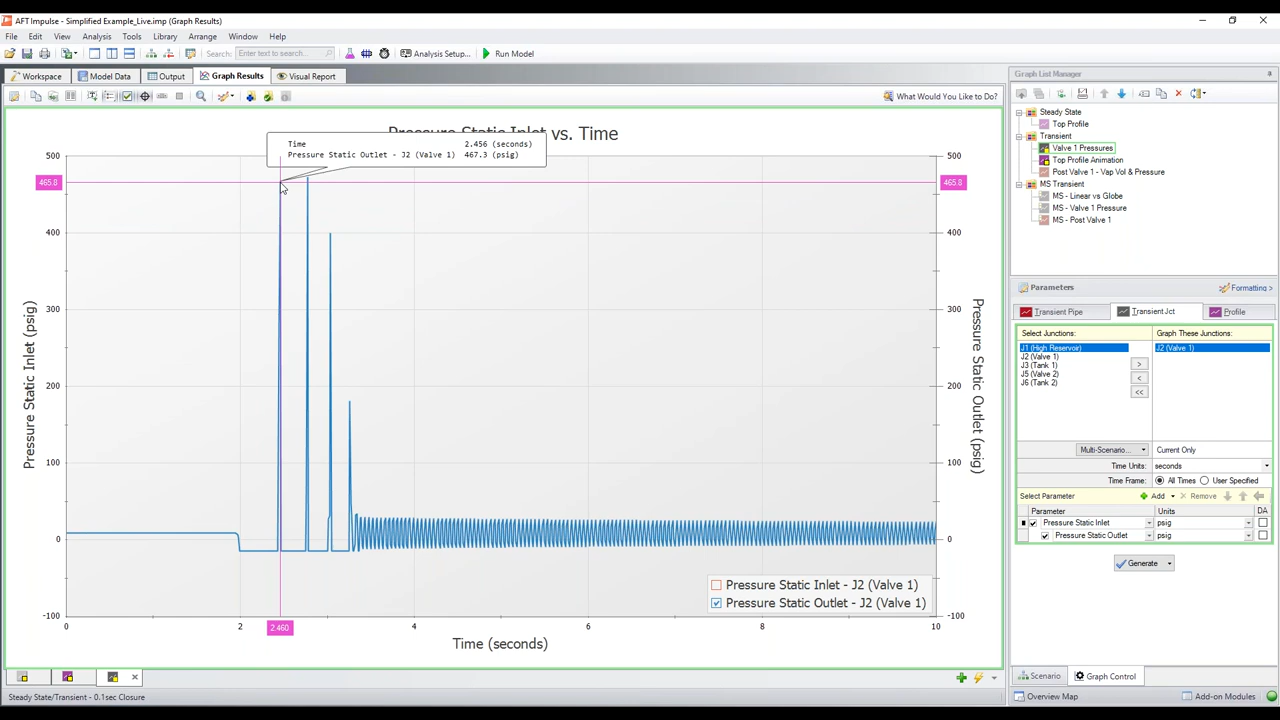 AFT Impulse - Simplified Example_Live.imp (Graph Results)
File Edit View Analysis Tools Library Arrange Window Help
Search: Enter text to search... Analysis Setup... Run Model
Workspace Model Data Output Graph Results Visual Report
What Would You Like to Do?
Pressure Static Inlet vs. Time
Time 2.456 (seconds)
Pressure Static Outlet - J2 (Valve 1) 467.3 (psig)
500
465.8
400
300
200
100
0
-100
Pressure Static Inlet (psig)
500
465.8
400
300
200
100
0
-100
Pressure Static Outlet (psig)
Pressure Static Inlet - J2 (Valve 1)
Pressure Static Outlet - J2 (Valve 1)
0 2 2.460 4 6 8 10
Time (seconds)
Graph List Manager
Steady State
Top Profile
Transient
Valve 1 Pressures
Top Profile Animation
Post Valve 1 - Vap Vol & Pressure
MS Transient
MS - Linear vs Globe
MS - Valve 1 Pressure
MS - Post Valve 1
Parameters Formatting >
Transient Pipe Transient Jct Profile
Select Junctions: Graph These Junctions:
J1 (High Reservoir) J2 (Valve 1)
J2 (Valve 1)
J3 (Tank 1) >
J5 (Valve 2) <
J6 (Tank 2) <<
Multi-Scenario... Current Only
Time Units: seconds
Time Frame: All Times User Specified
Select Parameter Add Remove
Parameter Units DA
Pressure Static Inlet psig
Pressure Static Outlet psig
Generate
Scenario Graph Control
Steady State/Transient - 0.1sec Closure
Overview Map Add-on Modules